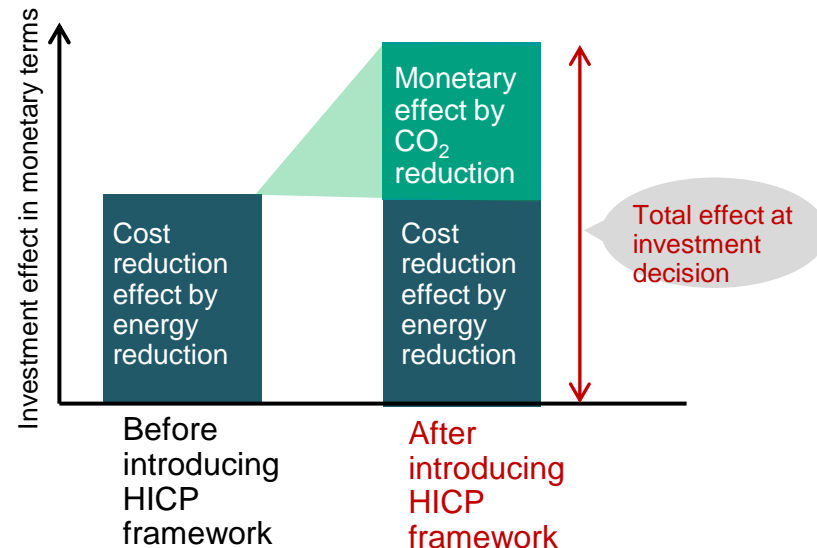 Investment effect in monetary terms
Monetary
effect by
CO₂
reduction
Cost
reduction
effect by
energy
reduction
Cost
reduction
effect by
energy
reduction
Total effect at
investment
decision
Before
introducing
HICP
framework
After
introducing
HICP
framework